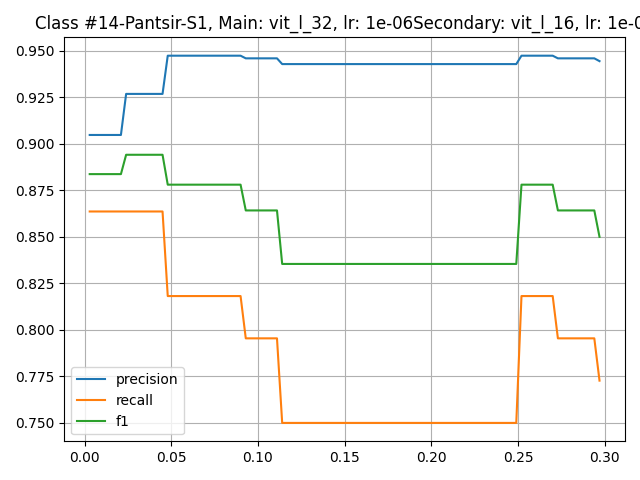 Class #14-Pantsir-S1, Main: vit_l_32, lr: 1e-06Secondary: vit_l_16, lr: 1e-0
0.950
0.925
0.900
0.875
0.850
0.825
0.800
0.775
0.750
precision
recall
f1
0.00 0.05 0.10 0.15 0.20 0.25 0.30